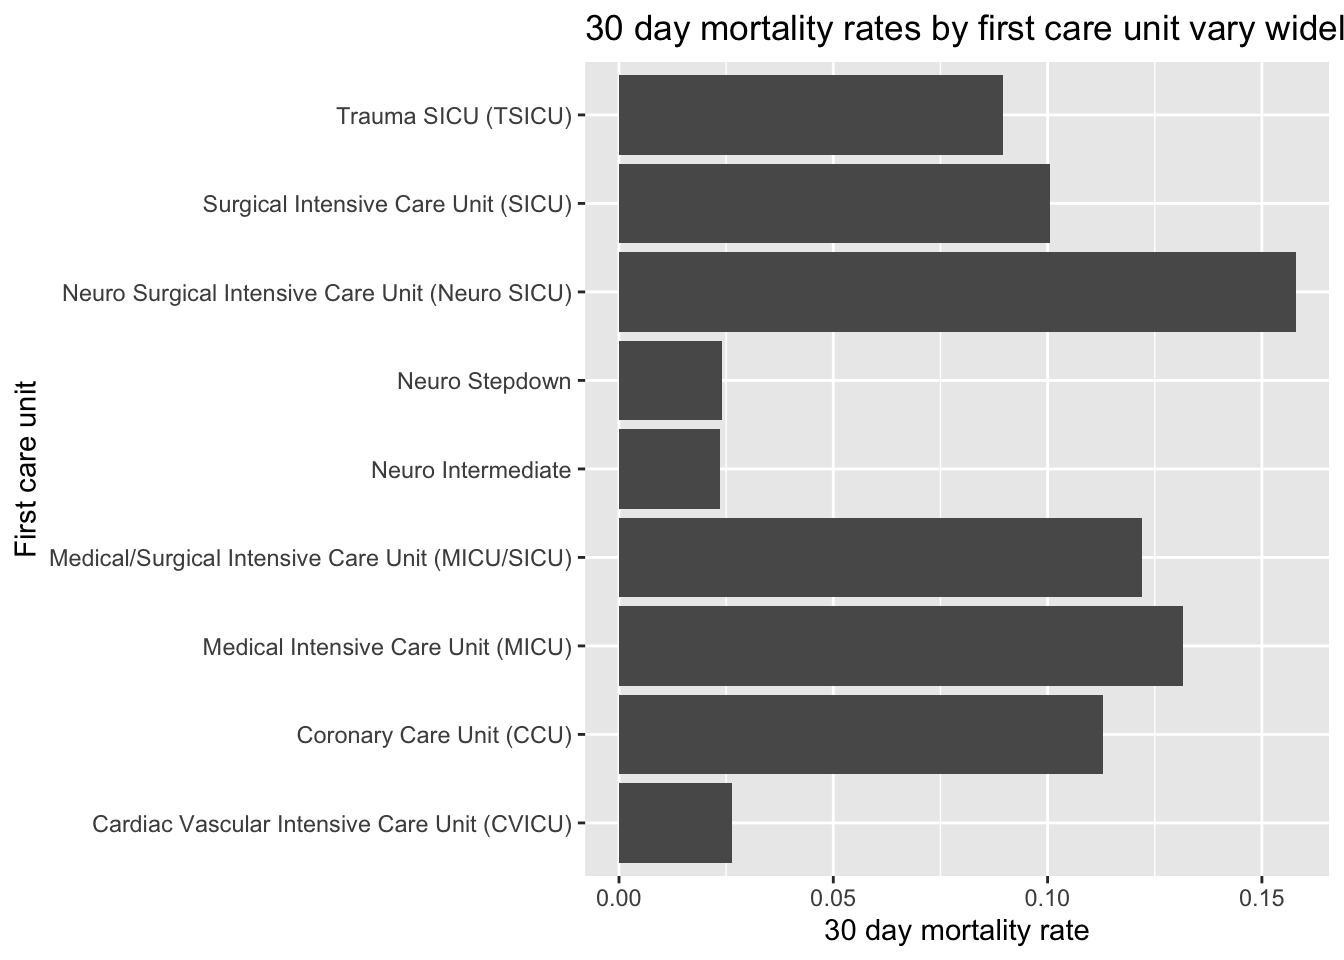 30 day mortality rates by first care unit vary widel
Trauma SICU (TSICU)
Surgical Intensive Care Unit (SICU)
Neuro Surgical Intensive Care Unit (Neuro SICU)
Neuro Stepdown
Neuro Intermediate
Medical/Surgical Intensive Care Unit (MICU/SICU)
Medical Intensive Care Unit (MICU)
Coronary Care Unit (CCU)
Cardiac Vascular Intensive Care Unit (CVICU)
First care unit
0.00 0.05 0.10 0.15
30 day mortality rate